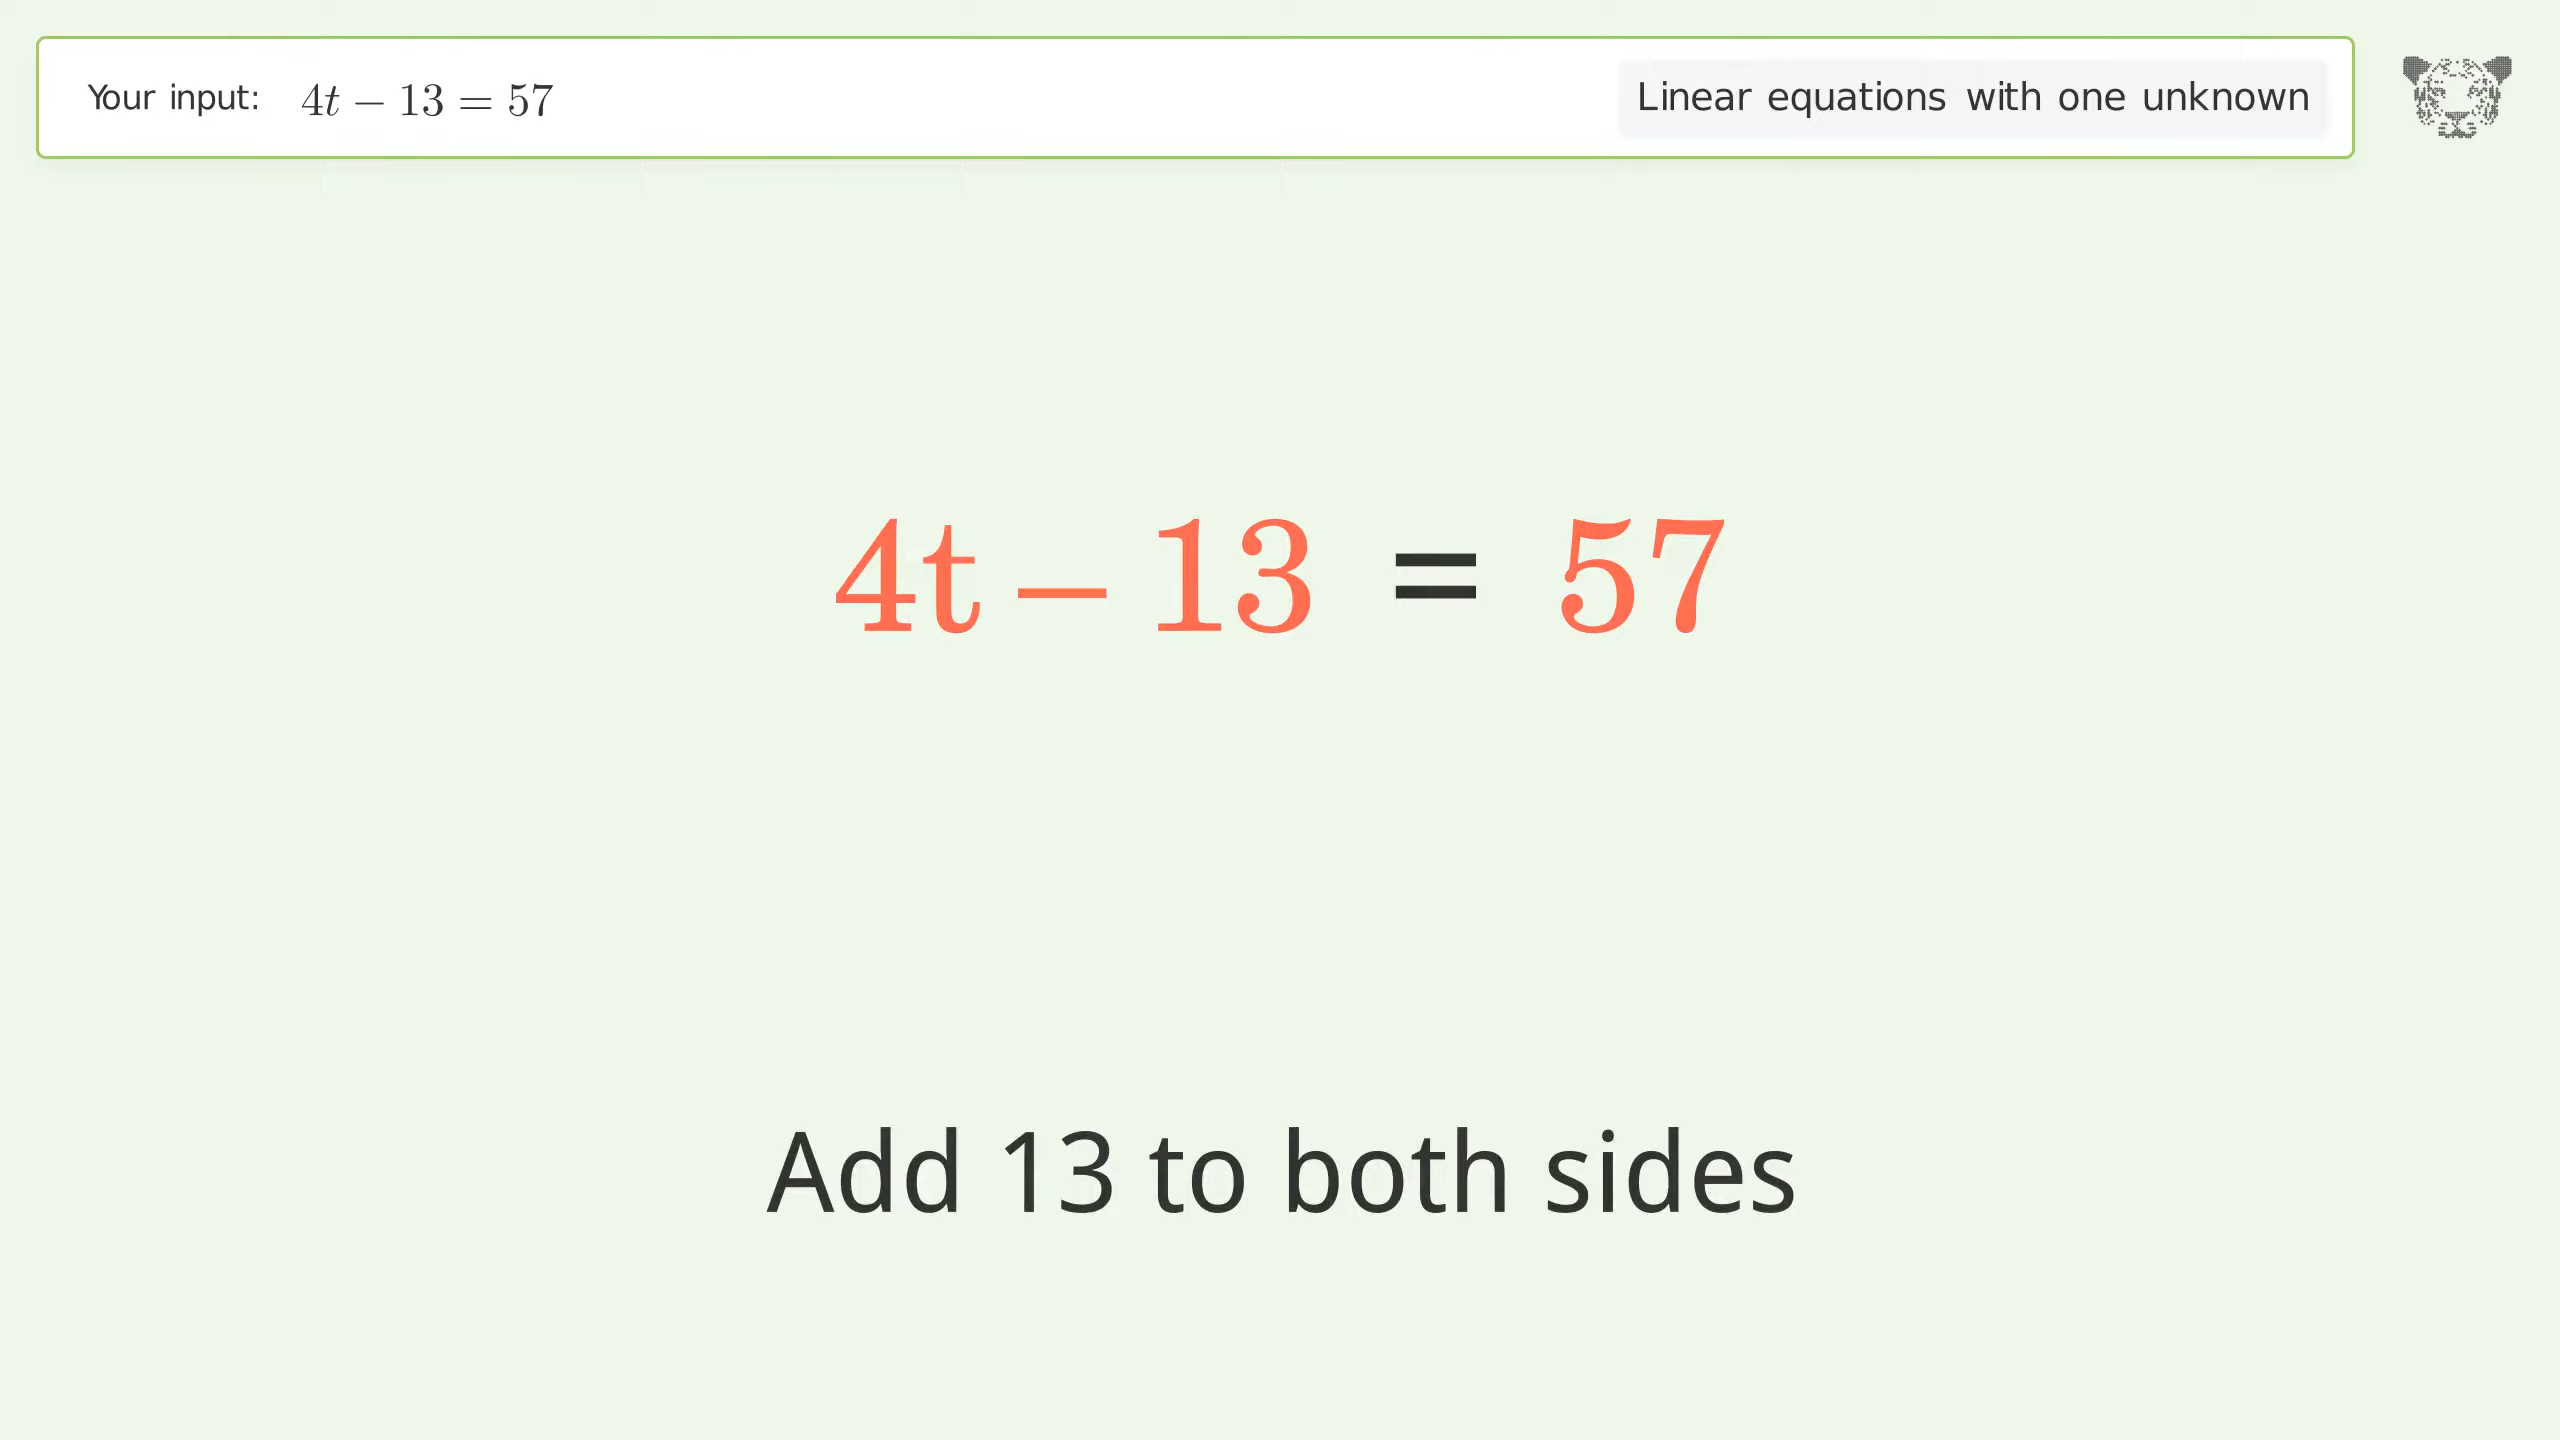 Your input: 4t − 13 = 57
Linear equations with one unknown
4t − 13 = 57
Add 13 to both sides